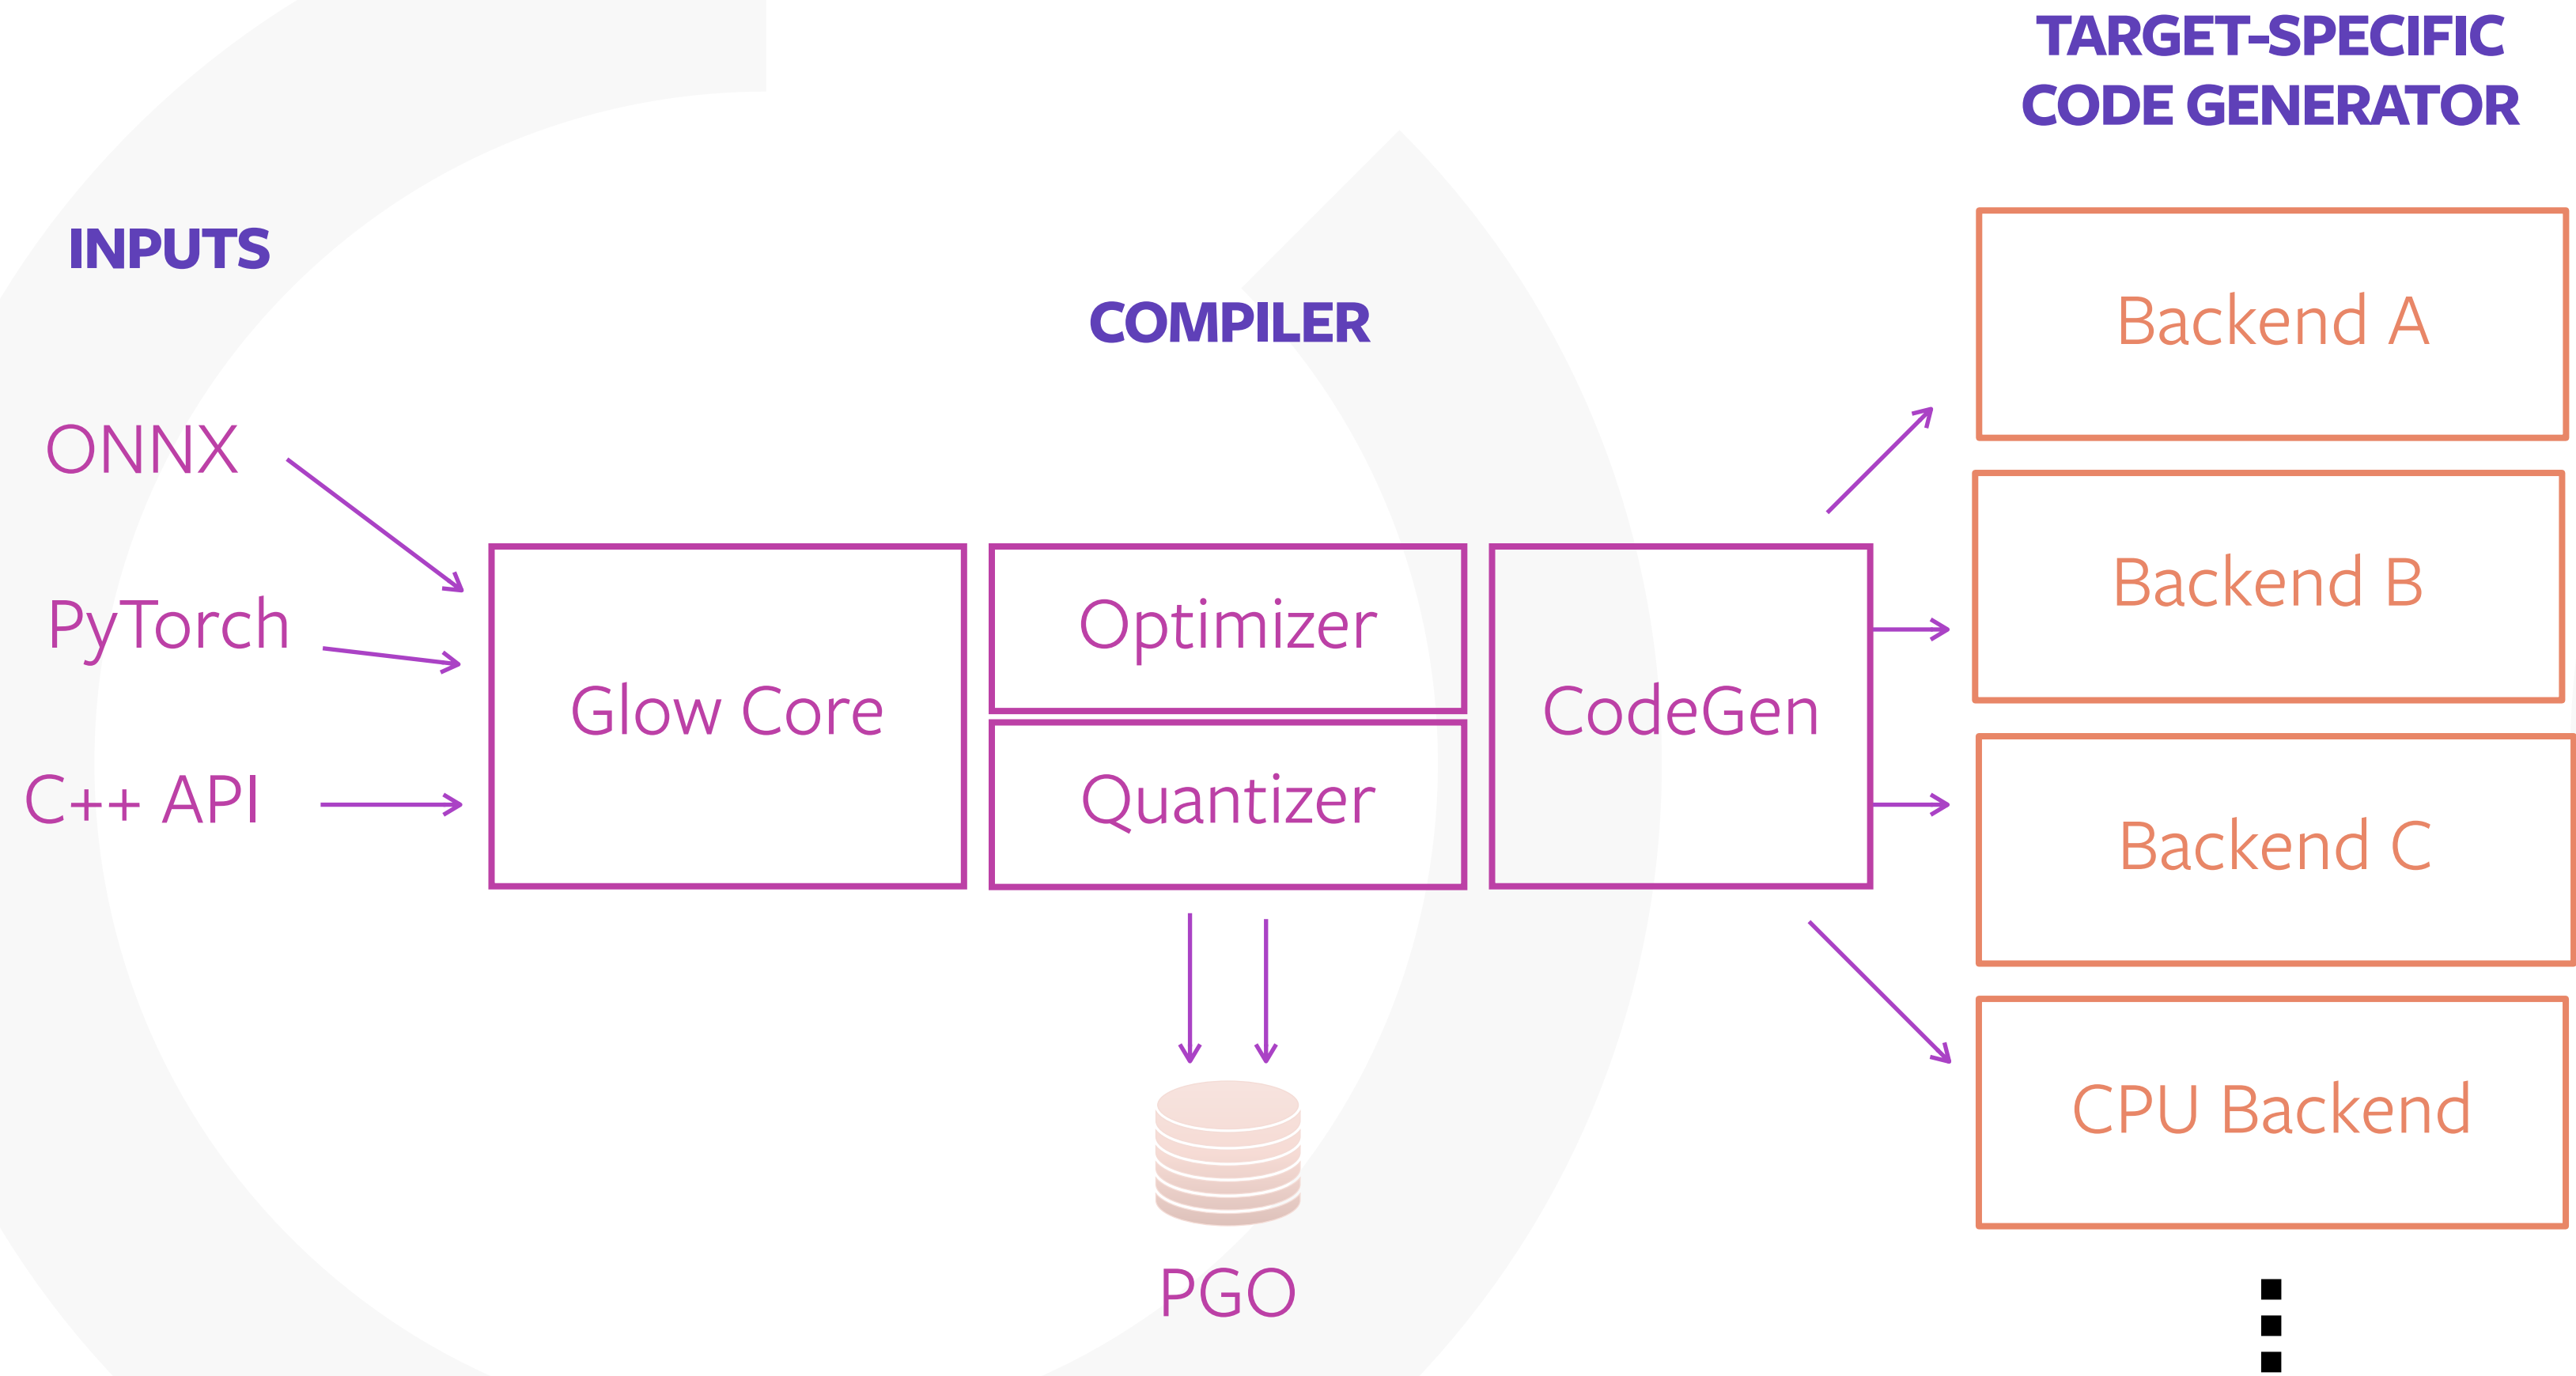 INPUTS
ONNX
PyTorch
C++ API
COMPILER
Glow Core
Optimizer
Quantizer
CodeGen
PGO
TARGET-SPECIFIC
CODE GENERATOR
Backend A
Backend B
Backend C
CPU Backend